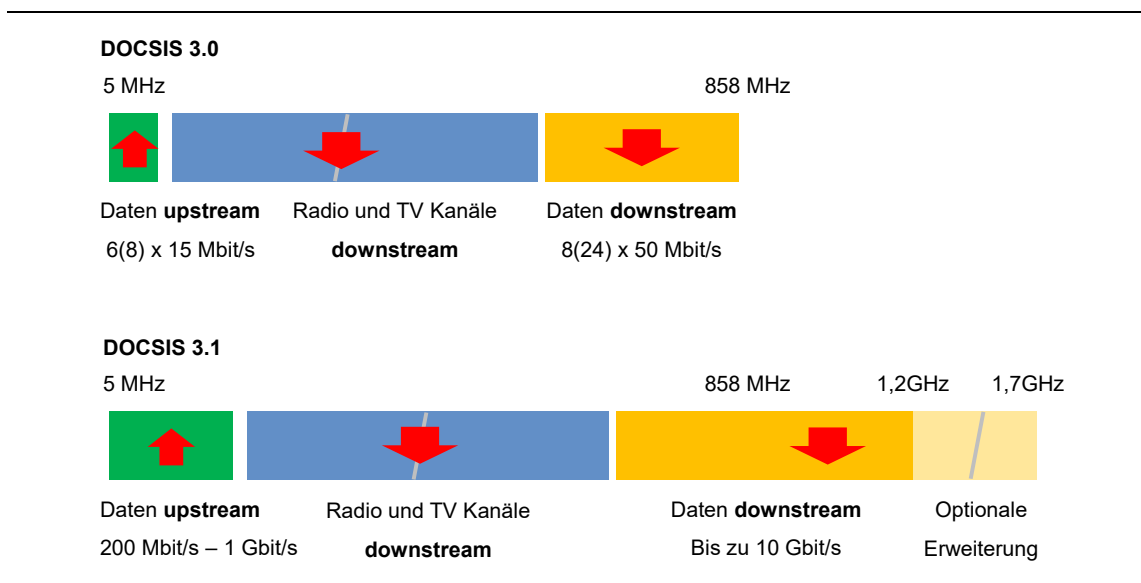 DOCSIS 3.0
5 MHz 858 MHz
Daten upstream Radio und TV Kanäle Daten downstream
6(8) x 15 Mbit/s downstream 8(24) x 50 Mbit/s
DOCSIS 3.1
5 MHz 858 MHz 1,2GHz 1,7GHz
Daten upstream Radio und TV Kanäle Daten downstream Optionale
200 Mbit/s – 1 Gbit/s downstream Bis zu 10 Gbit/s Erweiterung